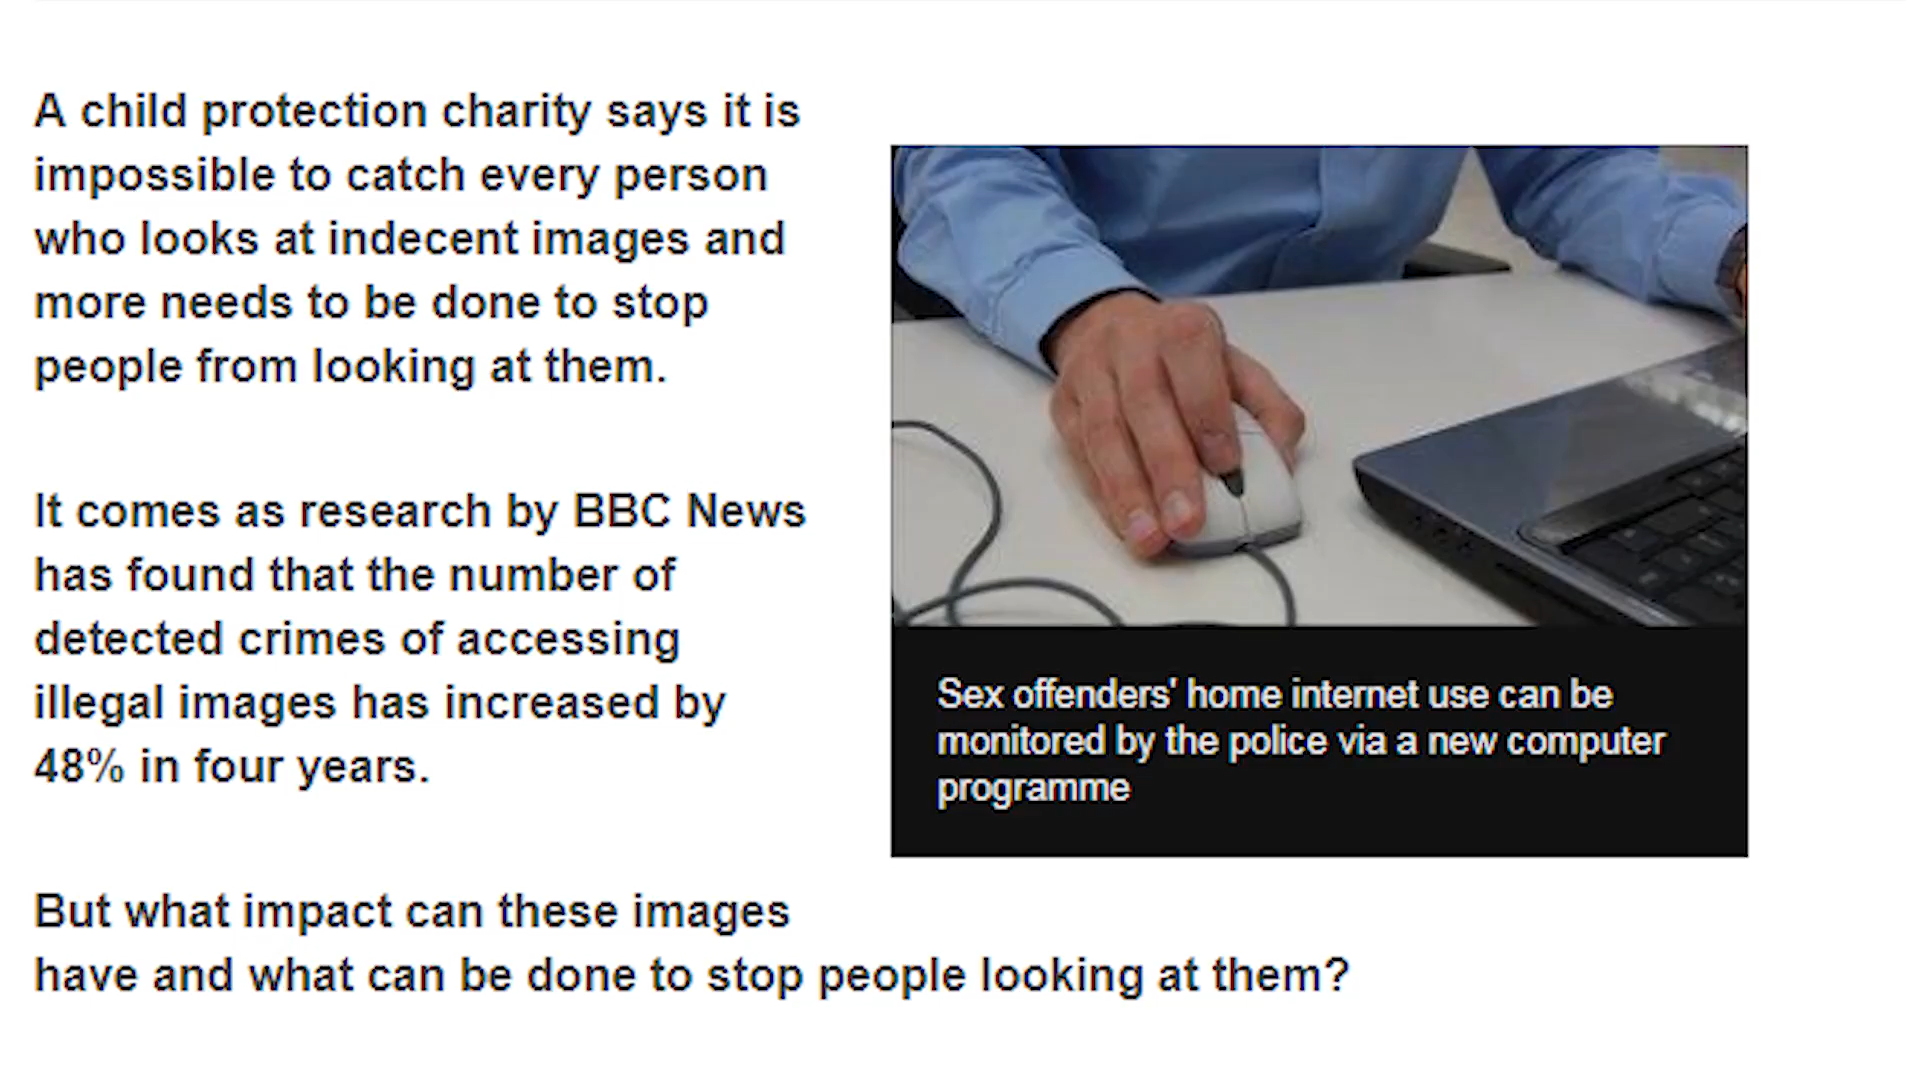 A child protection charity says it is
impossible to catch every person
who looks at indecent images and
more needs to be done to stop
people from looking at them.
It comes as research by BBC News
has found that the number of
detected crimes of accessing
illegal images has increased by
48% in four years.
But what impact can these images
have and what can be done to stop people looking at them?
Sex offenders' home internet use can be
monitored by the police via a new computer
programme